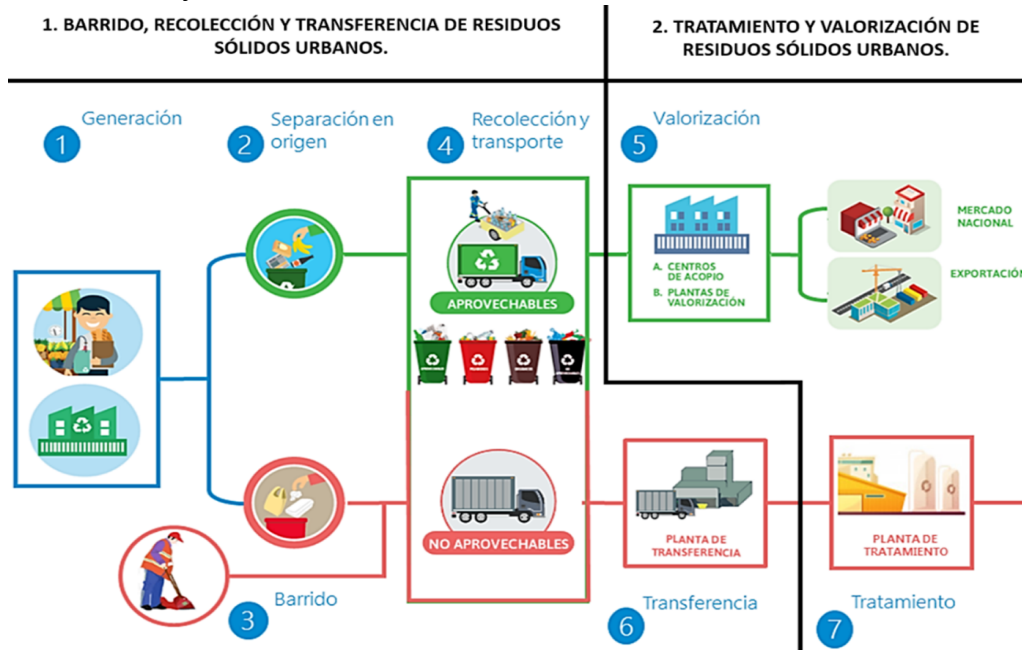 1. BARRIDO, RECOLECCIÓN Y TRANSFERENCIA DE RESIDUOS
SÓLIDOS URBANOS.
2. TRATAMIENTO Y VALORIZACIÓN DE
RESIDUOS SÓLIDOS URBANOS.
1
Generación
2
Separación en
origen
4
Recolección y
transporte
5
Valorización
APROVECHABLES
A. CENTROS
DE ACOPIO
B. PLANTAS DE
VALORIZACIÓN
MERCADO
NACIONAL
EXPORTACIÓN
NO APROVECHABLES
PLANTA DE
TRANSFERENCIA
PLANTA DE
TRATAMIENTO
3
Barrido
6
Transferencia
7
Tratamiento